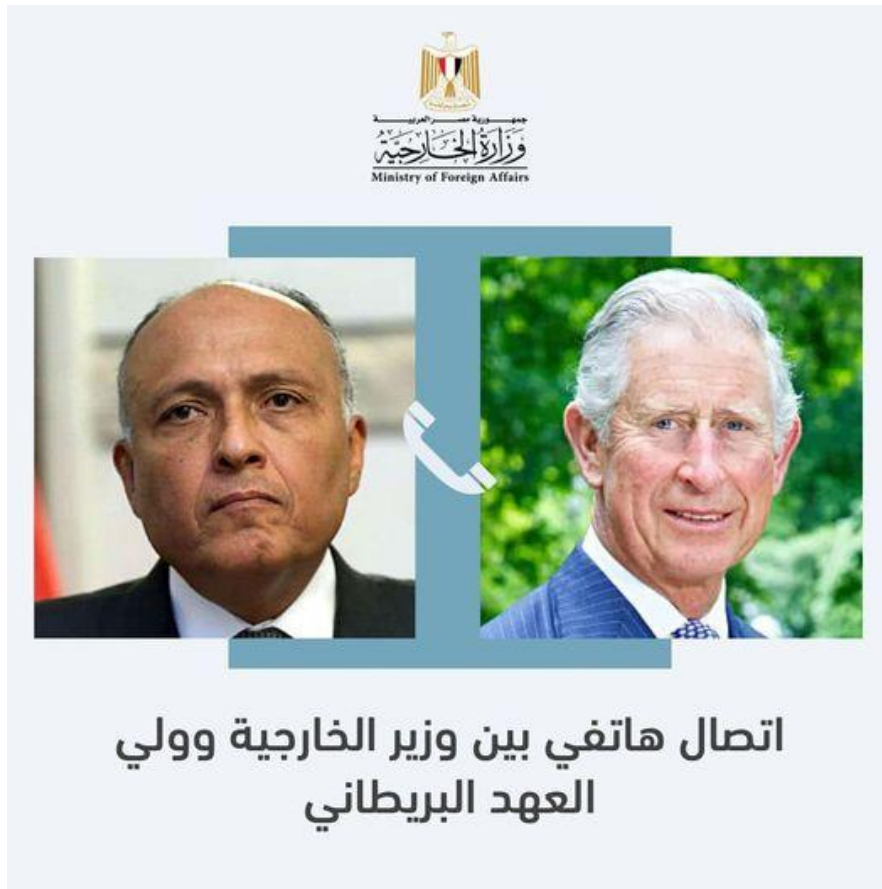 جمهورية مصر العربية
وزارة الخارجية
Ministry of Foreign Affairs
اتصال هاتفي بين وزير الخارجية وولي
العهد البريطاني